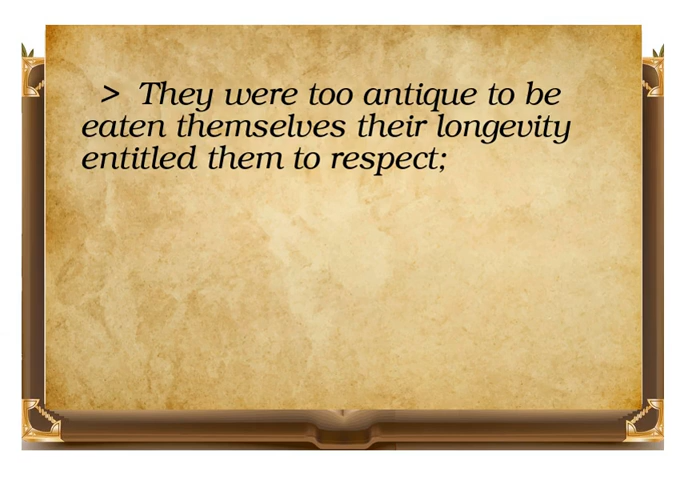 > They were too antique to be
eaten themselves their longevity
entitled them to respect;